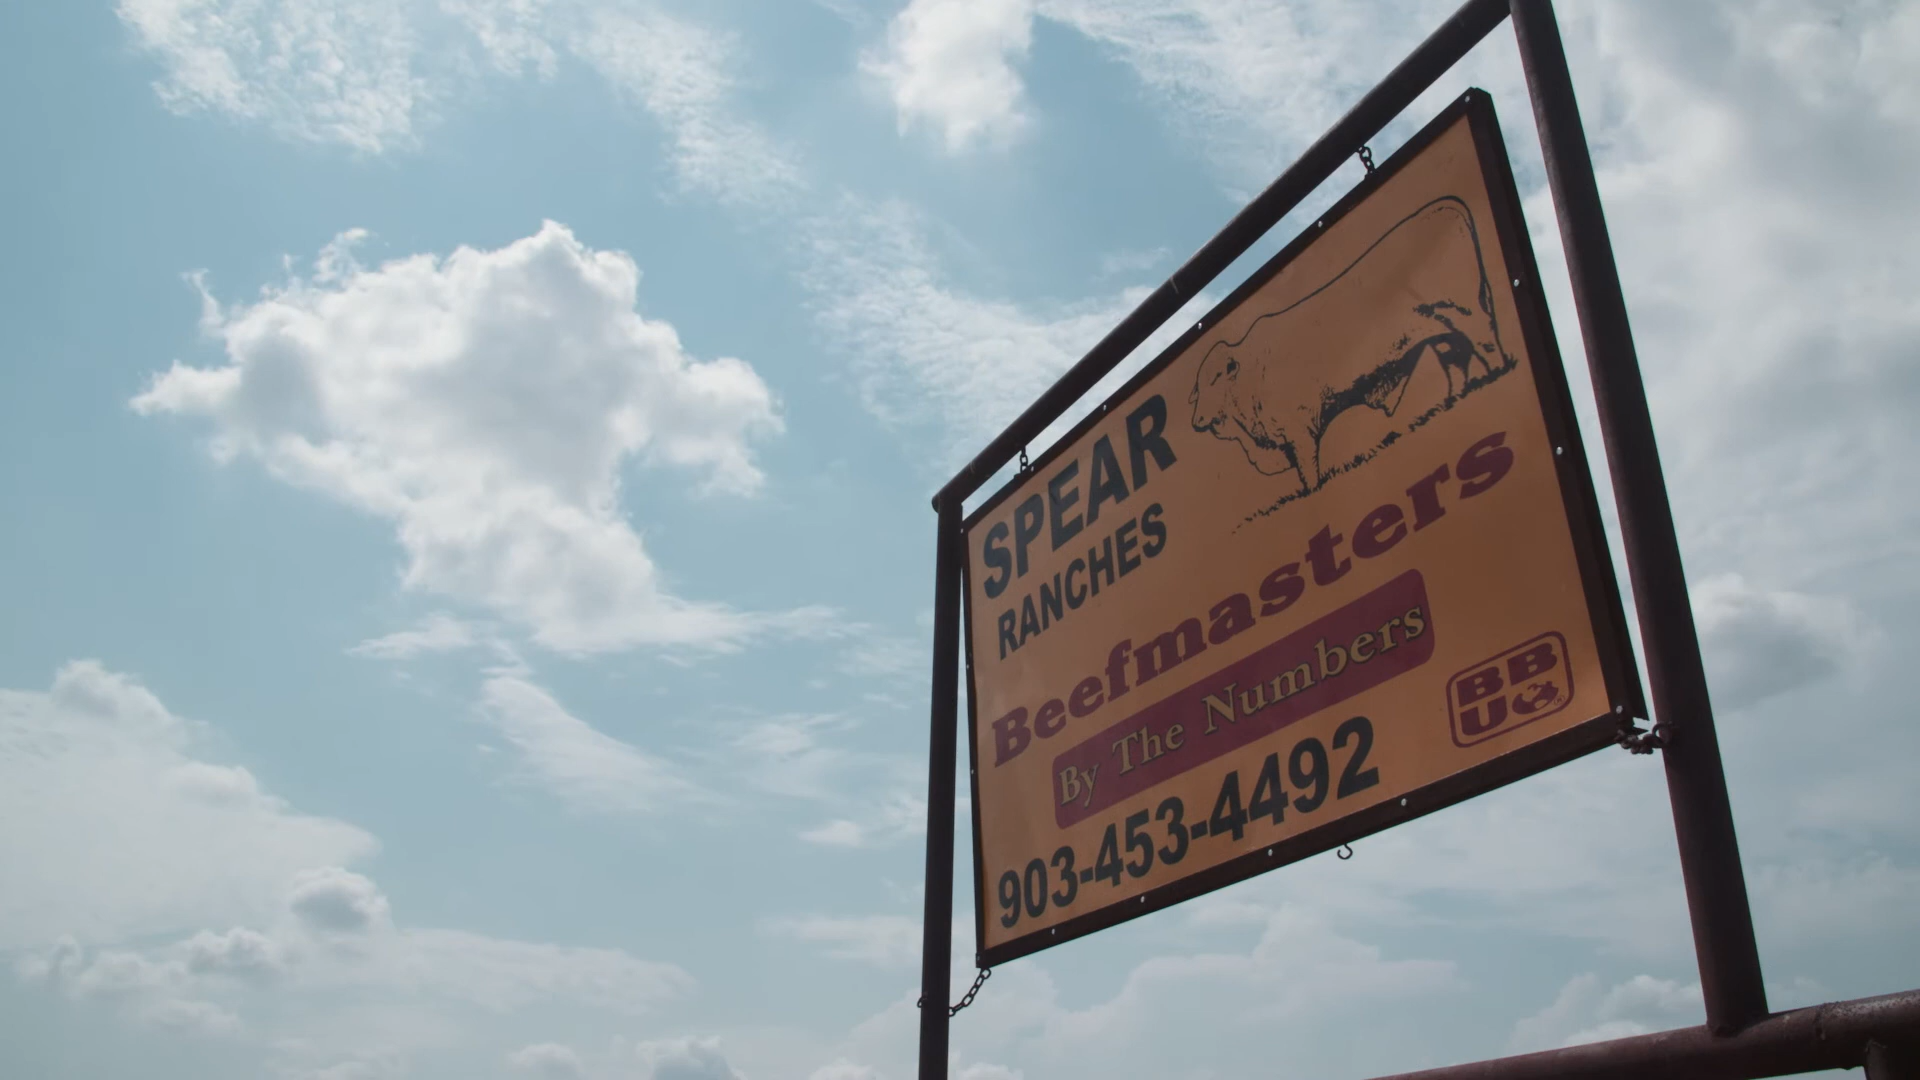 SPEAR
RANCHES
Beefmasters
By The Numbers
903-453-4492
BB
U